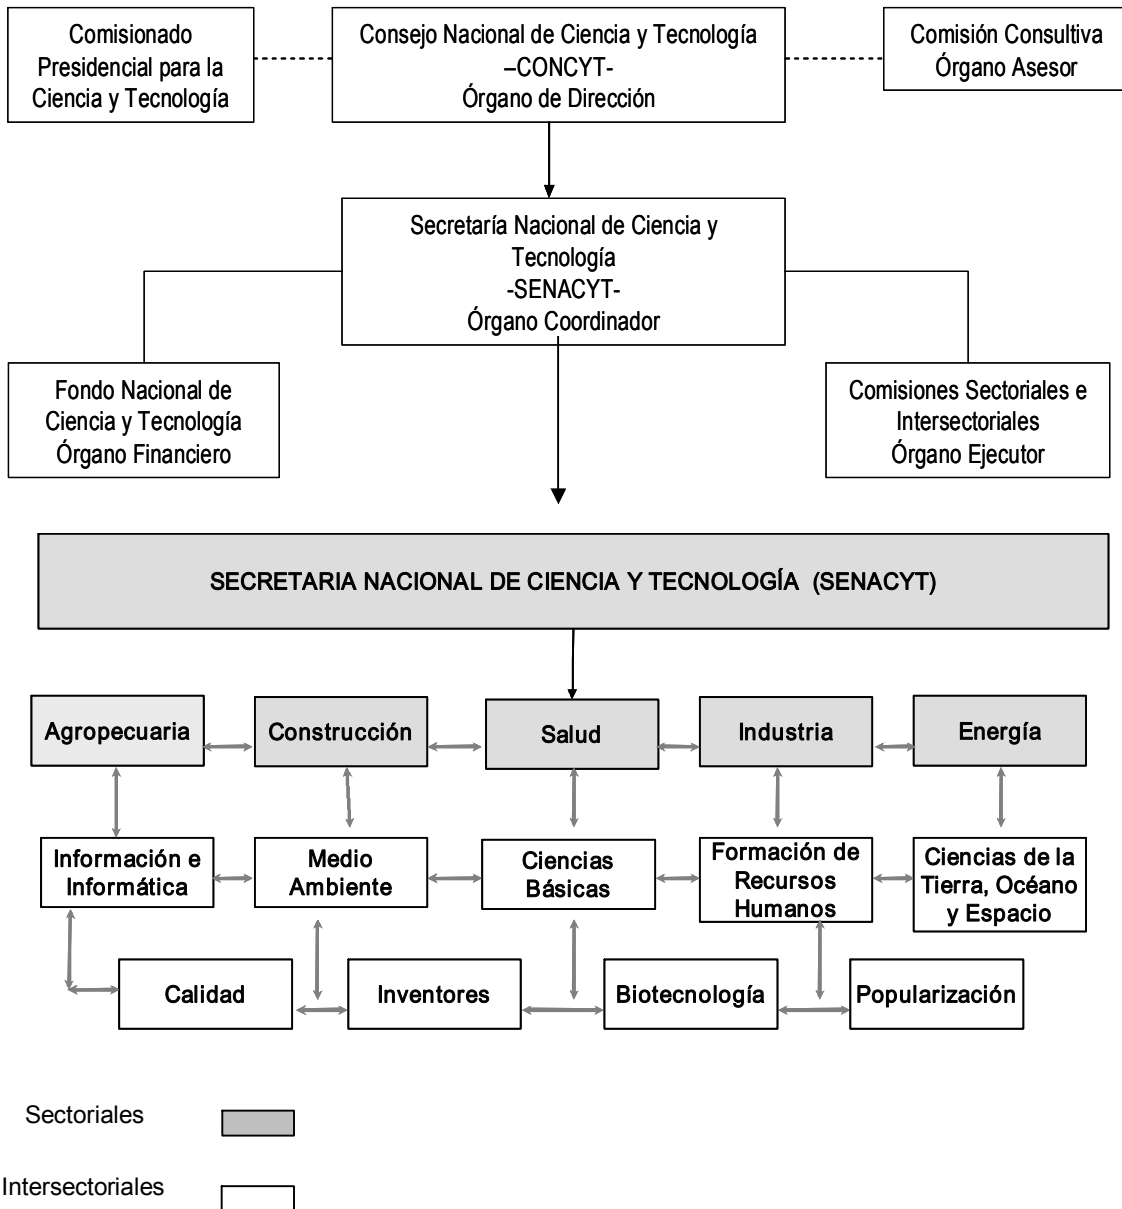 Comisionado
Presidencial para la
Ciencia y Tecnología
Consejo Nacional de Ciencia y Tecnología
–CONCYT-
Órgano de Dirección
Comisión Consultiva
Órgano Asesor
Secretaría Nacional de Ciencia y
Tecnología
-SENACYT-
Órgano Coordinador
Fondo Nacional de
Ciencia y Tecnología
Órgano Financiero
Comisiones Sectoriales e
Intersectoriales
Órgano Ejecutor
SECRETARIA NACIONAL DE CIENCIA Y TECNOLOGÍA (SENACYT)
Agropecuaria
Construcción
Salud
Industria
Energía
Información e
Informática
Medio
Ambiente
Ciencias
Básicas
Formación de
Recursos
Humanos
Ciencias de la
Tierra, Océano
y Espacio
Calidad
Inventores
Biotecnología
Popularización
Sectoriales
Intersectoriales